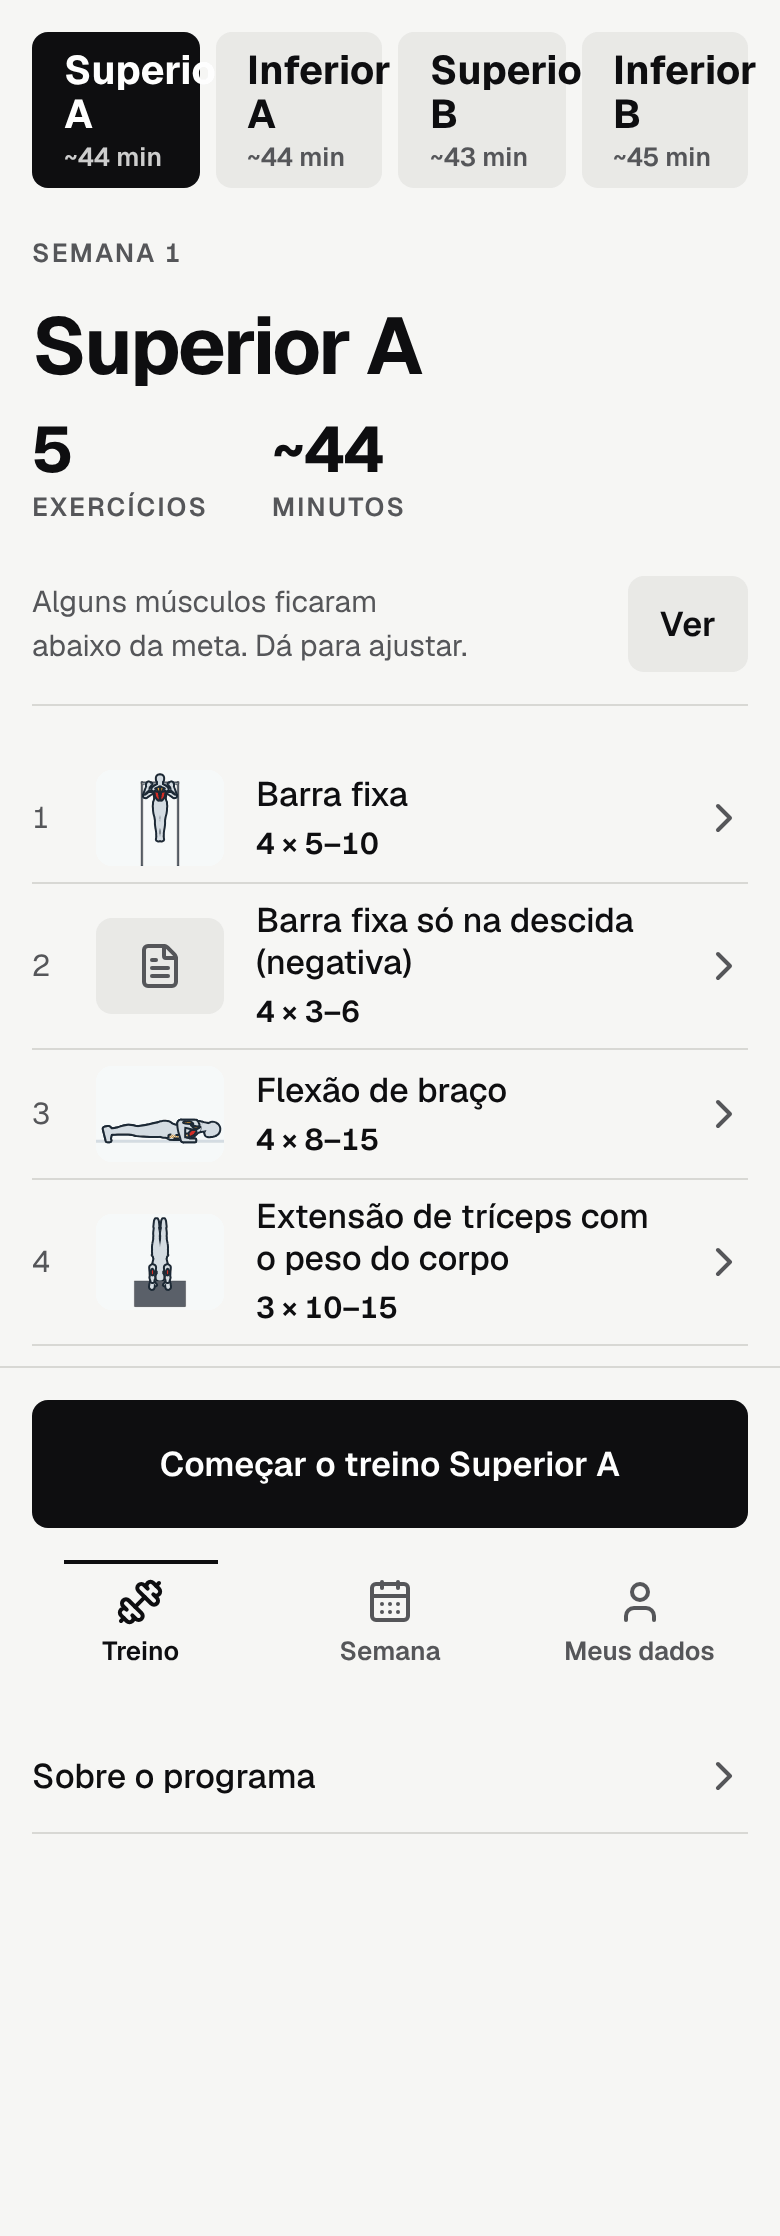 Superior A
~44 min
Inferior A
~44 min
Superior B
~43 min
Inferior B
~45 min
SEMANA 1
Superior A
5
EXERCÍCIOS
~44
MINUTOS
Alguns músculos ficaram
abaixo da meta. Dá para ajustar.
Ver
1
Barra fixa
4 × 5–10
2
Barra fixa só na descida
(negativa)
4 × 3–6
3
Flexão de braço
4 × 8–15
4
Extensão de tríceps com
o peso do corpo
3 × 10–15
Começar o treino Superior A
Treino
Semana
Meus dados
Sobre o programa